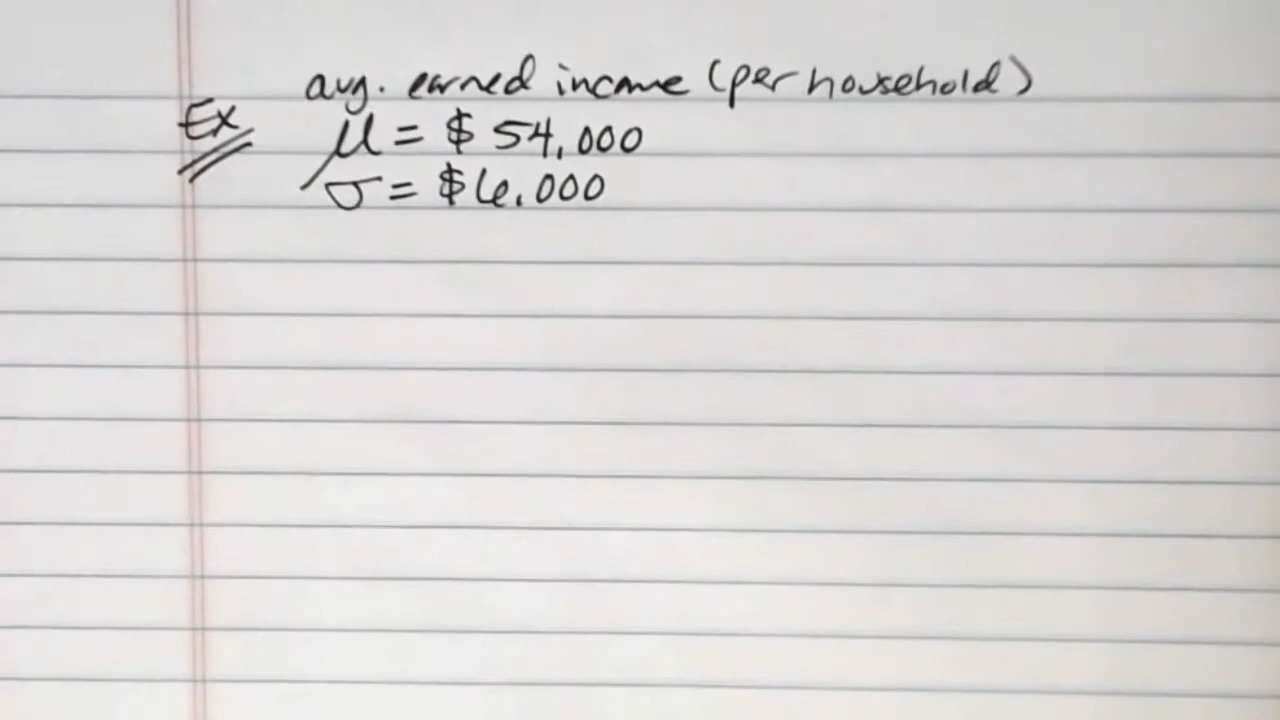 avg. earned income (per household)
Ex μ = $ 54,000
σ = $6,000